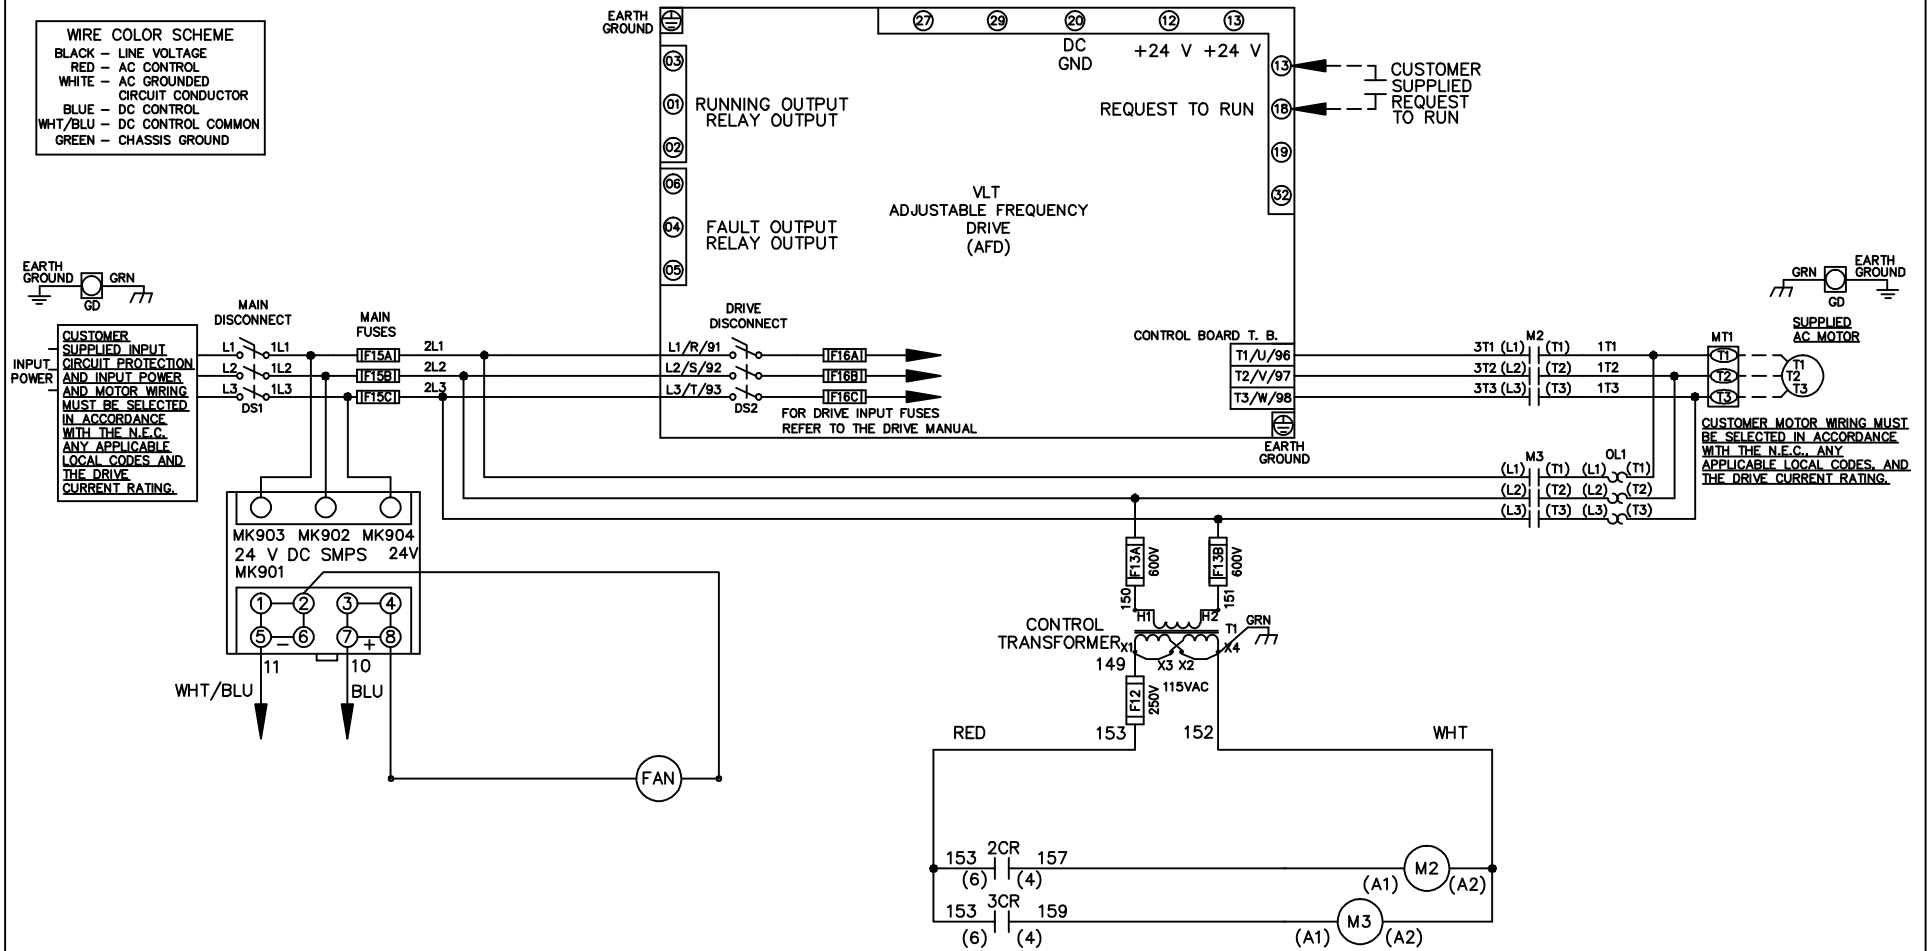 WIRE COLOR SCHEME
BLACK – LINE VOLTAGE
RED – AC CONTROL
WHITE – AC GROUNDED
CIRCUIT CONDUCTOR
BLUE – DC CONTROL
WHT/BLU – DC CONTROL COMMON
GREEN – CHASSIS GROUND
EARTH
GROUND
27 29 20 12 13
DC
GND
+24 V +24 V
03
01
02
RUNNING OUTPUT
RELAY OUTPUT
06
04
05
FAULT OUTPUT
RELAY OUTPUT
VLT
ADJUSTABLE FREQUENCY
DRIVE
(AFD)
REQUEST TO RUN
13
18
19
32
CUSTOMER
SUPPLIED
REQUEST
TO RUN
EARTH
GROUND
GRN
GD
INPUT
POWER
CUSTOMER
SUPPLIED INPUT
CIRCUIT PROTECTION
AND INPUT POWER
AND MOTOR WIRING
MUST BE SELECTED
IN ACCORDANCE
WITH THE N.E.C.
ANY APPLICABLE
LOCAL CODES AND
THE DRIVE
CURRENT RATING.
MAIN
DISCONNECT
L1 1L1
L2 1L2
L3 1L3
DS1
MAIN
FUSES
F15A 2L1
F15B 2L2
F15C 2L3
DRIVE
DISCONNECT
L1/R/91 F16A
L2/S/92 F16B
L3/T/93 F16C
DS2
FOR DRIVE INPUT FUSES
REFER TO THE DRIVE MANUAL
CONTROL BOARD T. B.
T1/U/96
T2/V/97
T3/W/98
EARTH
GROUND
M2
3T1 (L1) (T1) 1T1
3T2 (L2) (T2) 1T2
3T3 (L3) (T3) 1T3
MT1
T1
T2
T3
GRN
GD
EARTH
GROUND
SUPPLIED
AC MOTOR
T1
T2
T3
CUSTOMER MOTOR WIRING MUST
BE SELECTED IN ACCORDANCE
WITH THE N.E.C., ANY
APPLICABLE LOCAL CODES, AND
THE DRIVE CURRENT RATING.
M3 OL1
(L1) (T1) (L1) (T1)
(L2) (T2) (L2) (T2)
(L3) (T3) (L3) (T3)
MK903 MK902 MK904
24 V DC SMPS 24V
MK901
1 2 3 4
5 – 6 7 + 8
11
10
WHT/BLU
BLU
FAN
F13A
600V
F13B
600V
150
151
H1 H2
CONTROL
TRANSFORMER
T1
GRN
X1 X3 X2 X4
149
115VAC
F12
250V
RED 153 152 WHT
153 2CR 157
(6) (4)
M2
(A1) (A2)
153 3CR 159
(6) (4)
M3
(A1) (A2)